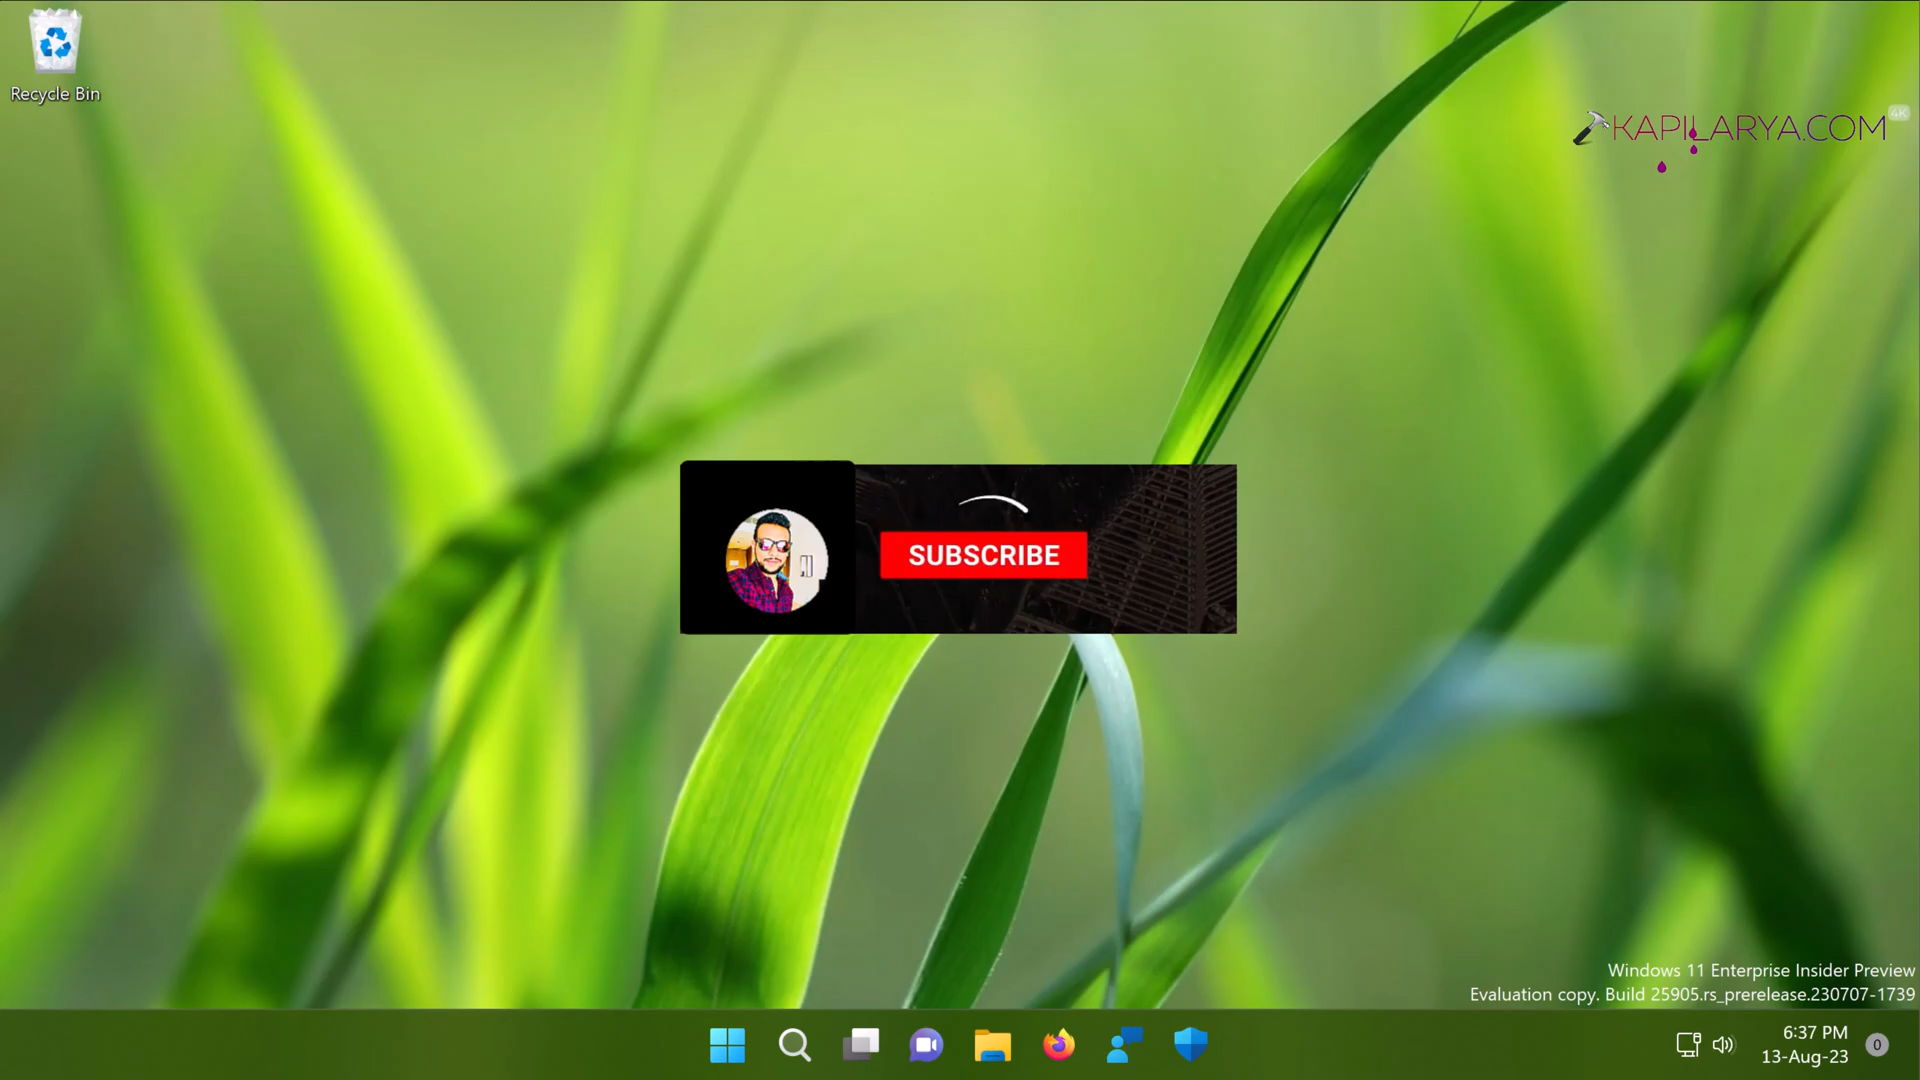 Recycle Bin
KAPILARYA.COM
4K
SUBSCRIBE
Windows 11 Enterprise Insider Preview
Evaluation copy. Build 25905.rs_prerelease.230707-1739
6:37 PM
13-Aug-23
0